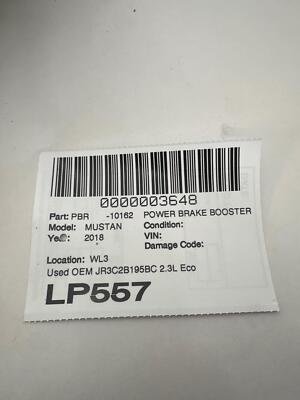 0000003648
Part: PBR -10162 POWER BRAKE BOOSTER
Model: MUSTAN Condition:
Year: 2018 VIN:
Damage Code:
Location: WL3
Used OEM JR3C2B195BC 2.3L Eco
LP557